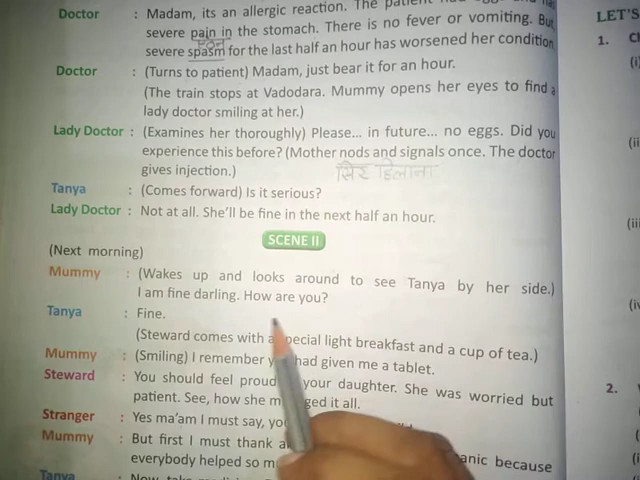 Doctor : Madam, its an allergic reaction. The patient
severe pain in the stomach. There is no fever or vomiting. But
severe spasm for the last half an hour has worsened her condition
Doctor : (Turns to patient) Madam, just bear it for an hour.
(The train stops at Vadodara. Mummy opens her eyes to find a
lady doctor smiling at her.)
Lady Doctor : (Examines her thoroughly) Please... in future... no eggs. Did you
experience this before? (Mother nods and signals once. The doctor
gives injection.)
सिर हिलाना
Tanya : (Comes forward) Is it serious?
Lady Doctor : Not at all. She'll be fine in the next half an hour.
SCENE II
(Next morning)
Mummy : (Wakes up and looks around to see Tanya by her side.)
I am fine darling. How are you?
Tanya : Fine.
(Steward comes with a special light breakfast and a cup of tea.)
Mummy : (Smiling) I remember had given me a tablet.
Steward : You should feel proud your daughter. She was worried but
patient. See, how she it all.
Stranger : Yes ma'am I must say,
Mummy : But first I must thank
everybody helped so because
Tanya : Now
LET'S
1.
(i)
(ii)
(iii)
2.